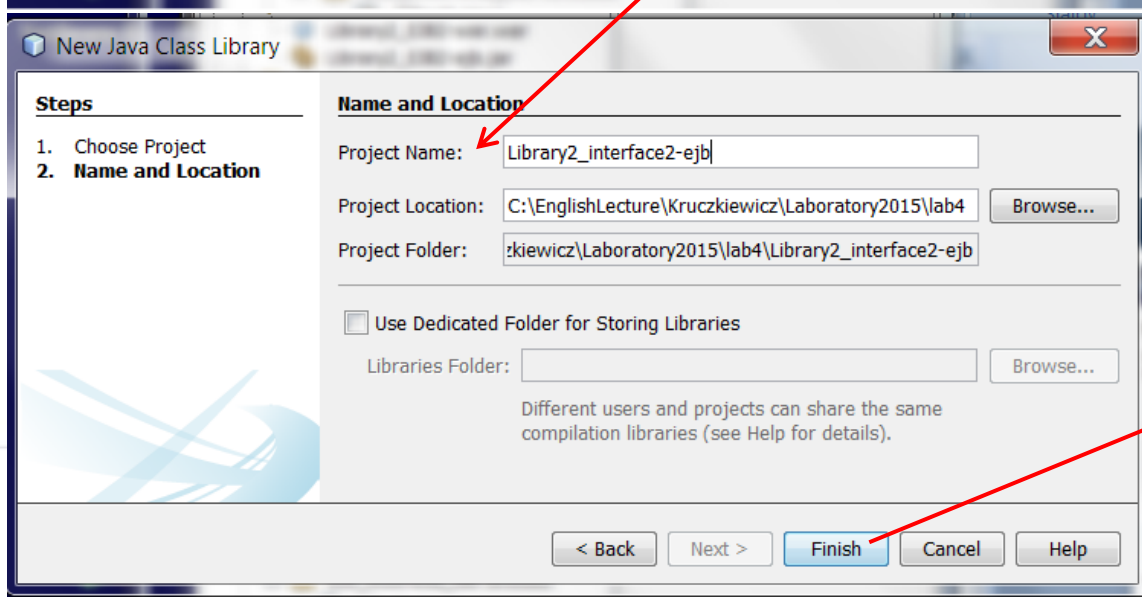 New Java Class Library
Steps
1. Choose Project
2. Name and Location
Name and Location
Project Name: Library2_interface2-ejb
Project Location: C:\EnglishLecture\Kruczkiewicz\Laboratory2015\lab4 Browse...
Project Folder: :kiewicz\Laboratory2015\lab4\Library2_interface2-ejb
Use Dedicated Folder for Storing Libraries
Libraries Folder: Browse...
Different users and projects can share the same
compilation libraries (see Help for details).
< Back Next > Finish Cancel Help